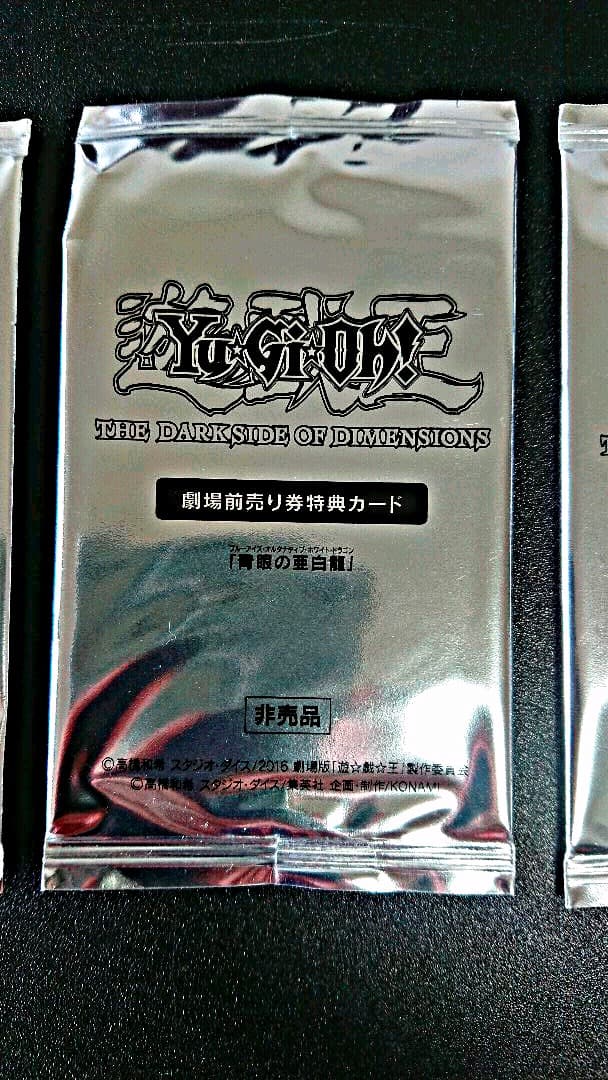 遊戯王
Yu-Gi-Oh!
THE DARKSIDE OF DIMENSIONS
劇場前売り券特典カード
ブルーアイズ・オルタナティブ・ホワイト・ドラゴン
「青眼の亜白龍」
非売品
©高橋和希 スタジオ・ダイス/2016 劇場版「遊☆戯☆王」製作委員会
©高橋和希 スタジオ・ダイス/集英社 企画・制作/KONAMI
T